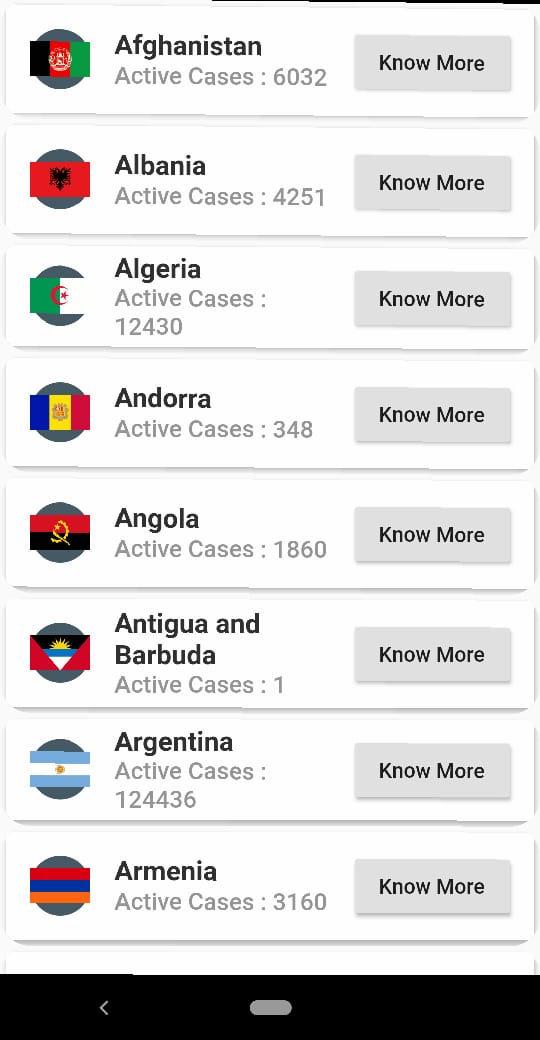 Afghanistan
Active Cases : 6032
Know More
Albania
Active Cases : 4251
Know More
Algeria
Active Cases :
12430
Know More
Andorra
Active Cases : 348
Know More
Angola
Active Cases : 1860
Know More
Antigua and
Barbuda
Active Cases : 1
Know More
Argentina
Active Cases :
124436
Know More
Armenia
Active Cases : 3160
Know More